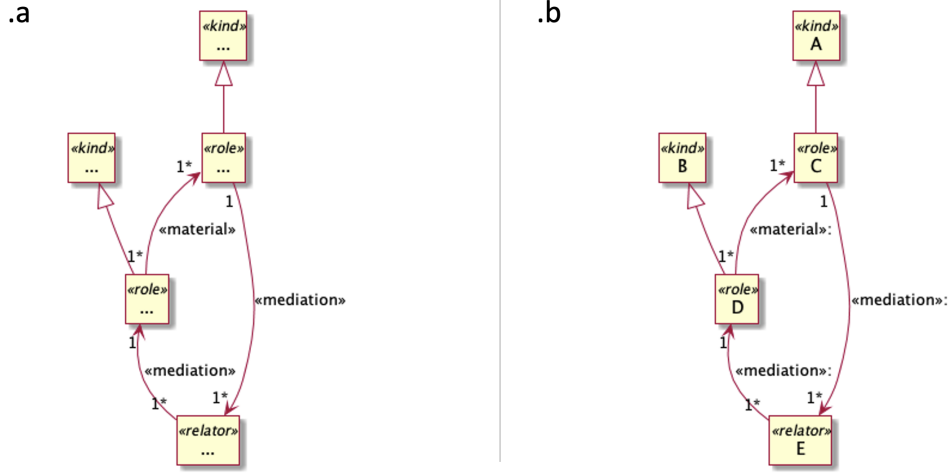 .a
«kind»
...
«kind»
...
«role»
...
1*
1
«material»
1*
«role»
...
«mediation»
1
«mediation»
1*
1*
«relator»
...
.b
«kind»
A
«kind»
B
«role»
C
1*
1
«material»:
1*
«role»
D
«mediation»:
1
«mediation»:
1*
1*
«relator»
E